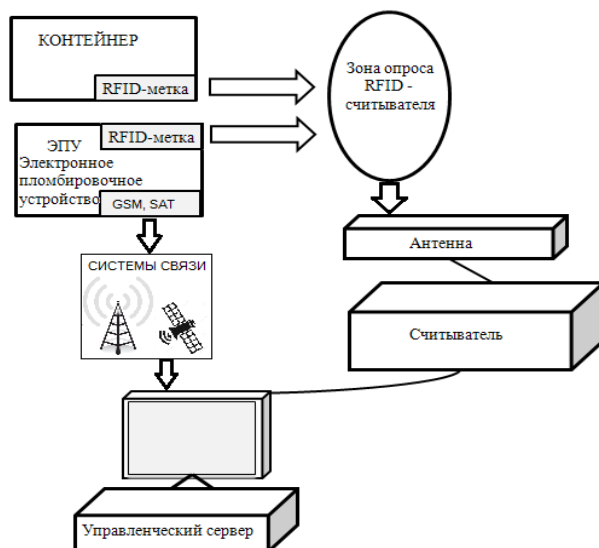 КОНТЕЙНЕР
RFID-метка
Зона опроса
RFID -
считывателя
RFID-метка
ЭПУ
Электронное
пломбировочное
устройство
GSM, SAT
Антенна
СИСТЕМЫ СВЯЗИ
Считыватель
Управленческий сервер